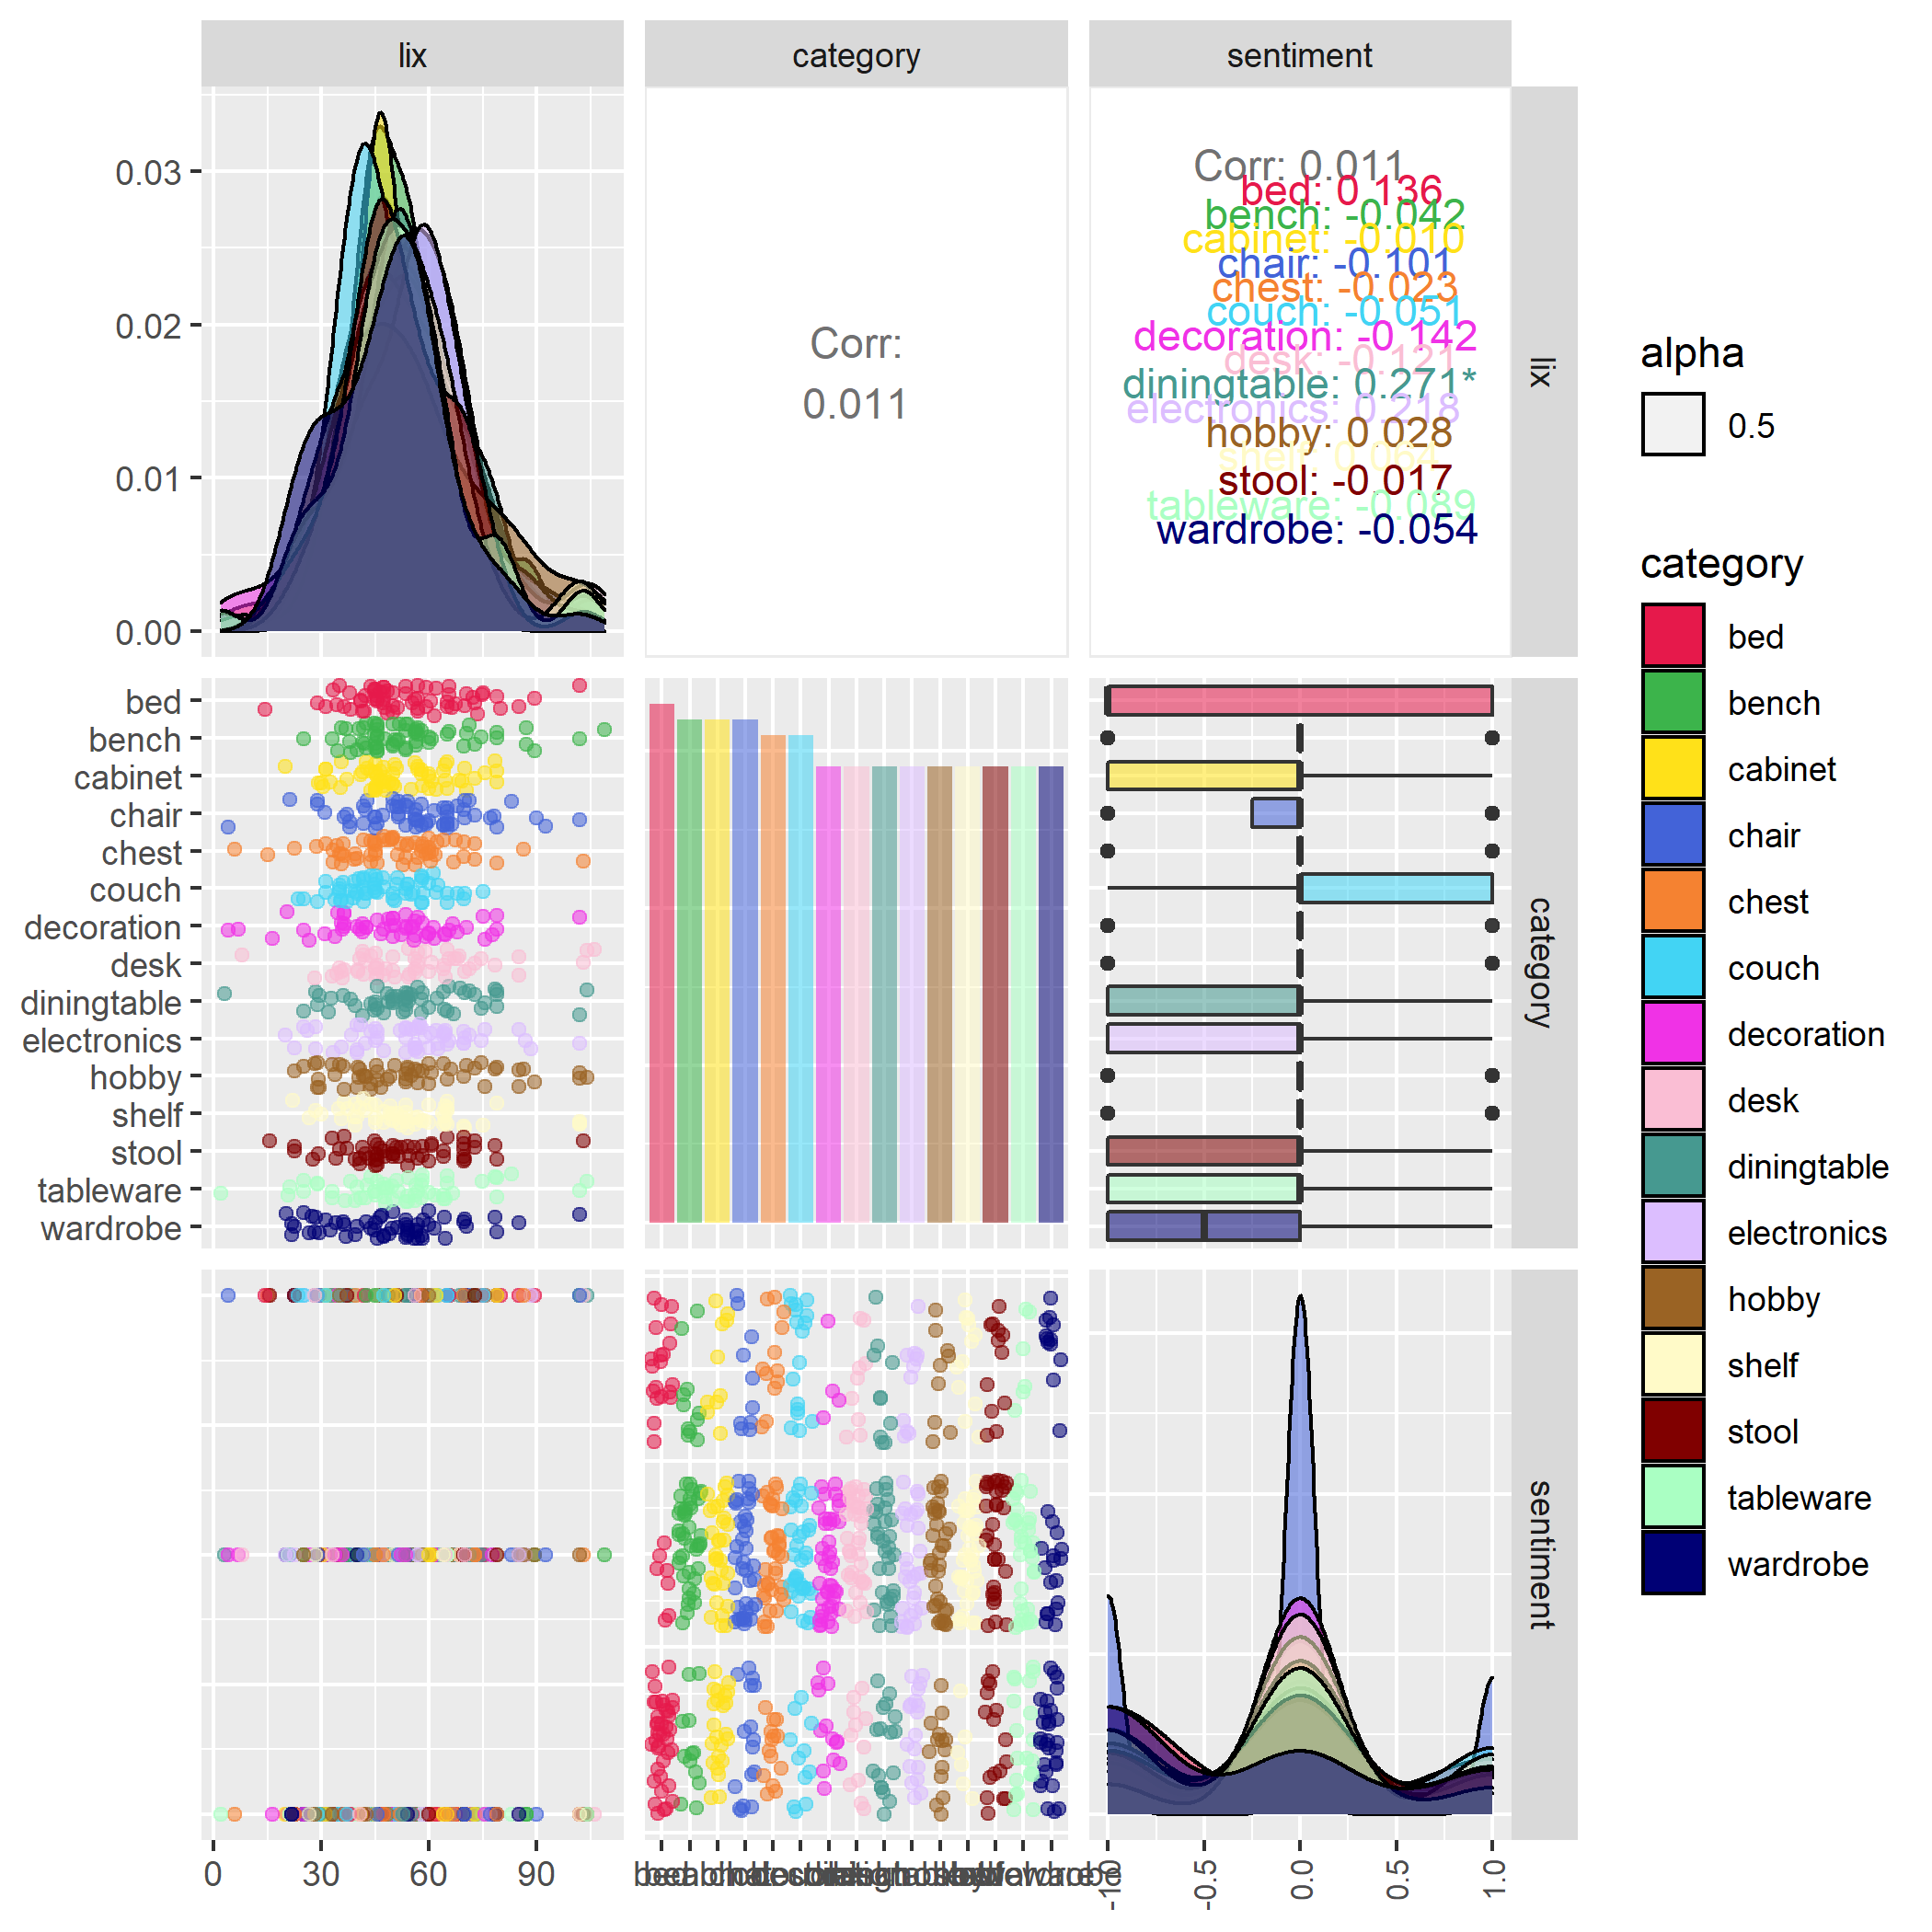 lix
category
sentiment
0.03
0.02
0.01
0.00
Corr:
0.011
Corr: 0.011
bed: 0.136
bench: -0.042
cabinet: -0.010
chair: -0.101
chest: -0.023
couch: -0.051
decoration: -0.142
desk: -0.121
diningtable: 0.271*
electronics: 0.218
hobby: 0.028
shelf: 0.064
stool: -0.017
tableware: -0.089
wardrobe: -0.054
lix
bed
bench
cabinet
chair
chest
couch
decoration
desk
diningtable
electronics
hobby
shelf
stool
tableware
wardrobe
category
sentiment
0
30
60
90
-1.0
-0.5
0.0
0.5
1.0
alpha
0.5
category
bed
bench
cabinet
chair
chest
couch
decoration
desk
diningtable
electronics
hobby
shelf
stool
tableware
wardrobe